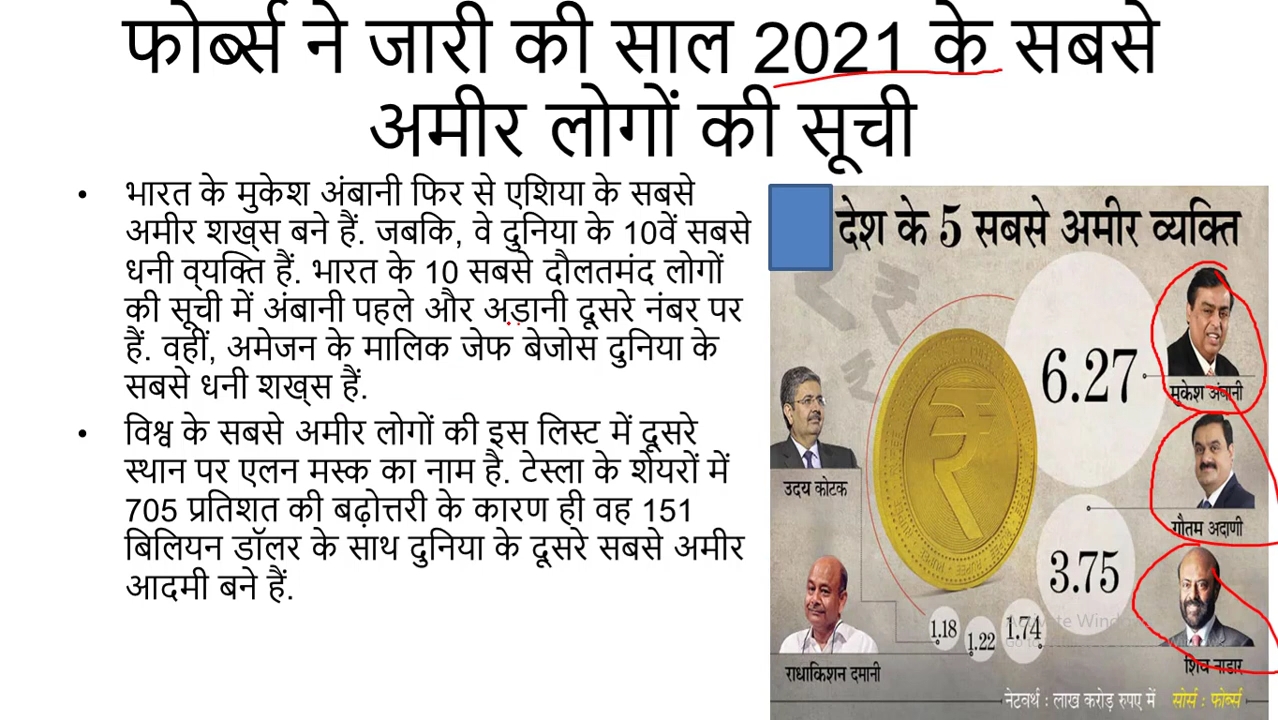 फोर्ब्स ने जारी की साल 2021 के सबसे
अमीर लोगों की सूची
• भारत के मुकेश अंबानी फिर से एशिया के सबसे
अमीर शख्स बने हैं. जबकि, वे दुनिया के 10वें सबसे
धनी व्यक्ति हैं. भारत के 10 सबसे दौलतमंद लोगों
की सूची में अंबानी पहले और अड़ानी दूसरे नंबर पर
हैं. वहीं, अमेजन के मालिक जेफ बेजोस दुनिया के
सबसे धनी शख्स हैं.
• विश्व के सबसे अमीर लोगों की इस लिस्ट में दूसरे
स्थान पर एलन मस्क का नाम है. टेस्ला के शेयरों में
705 प्रतिशत की बढ़ोत्तरी के कारण ही वह 151
बिलियन डॉलर के साथ दुनिया के दूसरे सबसे अमीर
आदमी बने हैं.
देश के 5 सबसे अमीर व्यक्ति
6.27
मुकेश अंबानी
उदय कोटक
गौतम अदाणी
3.75
1.18
1.22
1.74
Activate Windows
शिव नाडार
राधाकिशन दमानी
नेटवर्थ : लाख करोड़ रुपए में सोर्स : फोर्ब्स